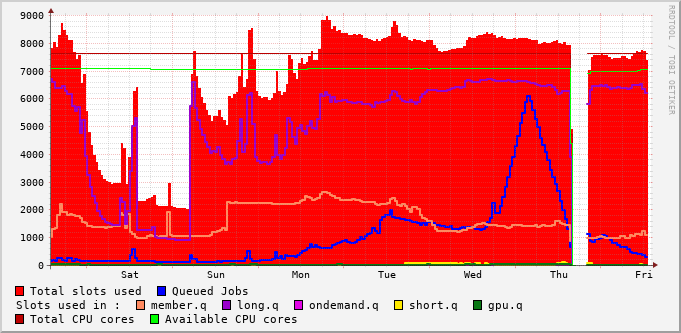 9000
8000
7000
6000
5000
4000
3000
2000
1000
0
Sat Sun Mon Tue Wed Thu Fri
RRDTOOL / TOBI OETIKER
Total slots used Queued Jobs
Slots used in : member.q long.q ondemand.q short.q gpu.q
Total CPU cores Available CPU cores